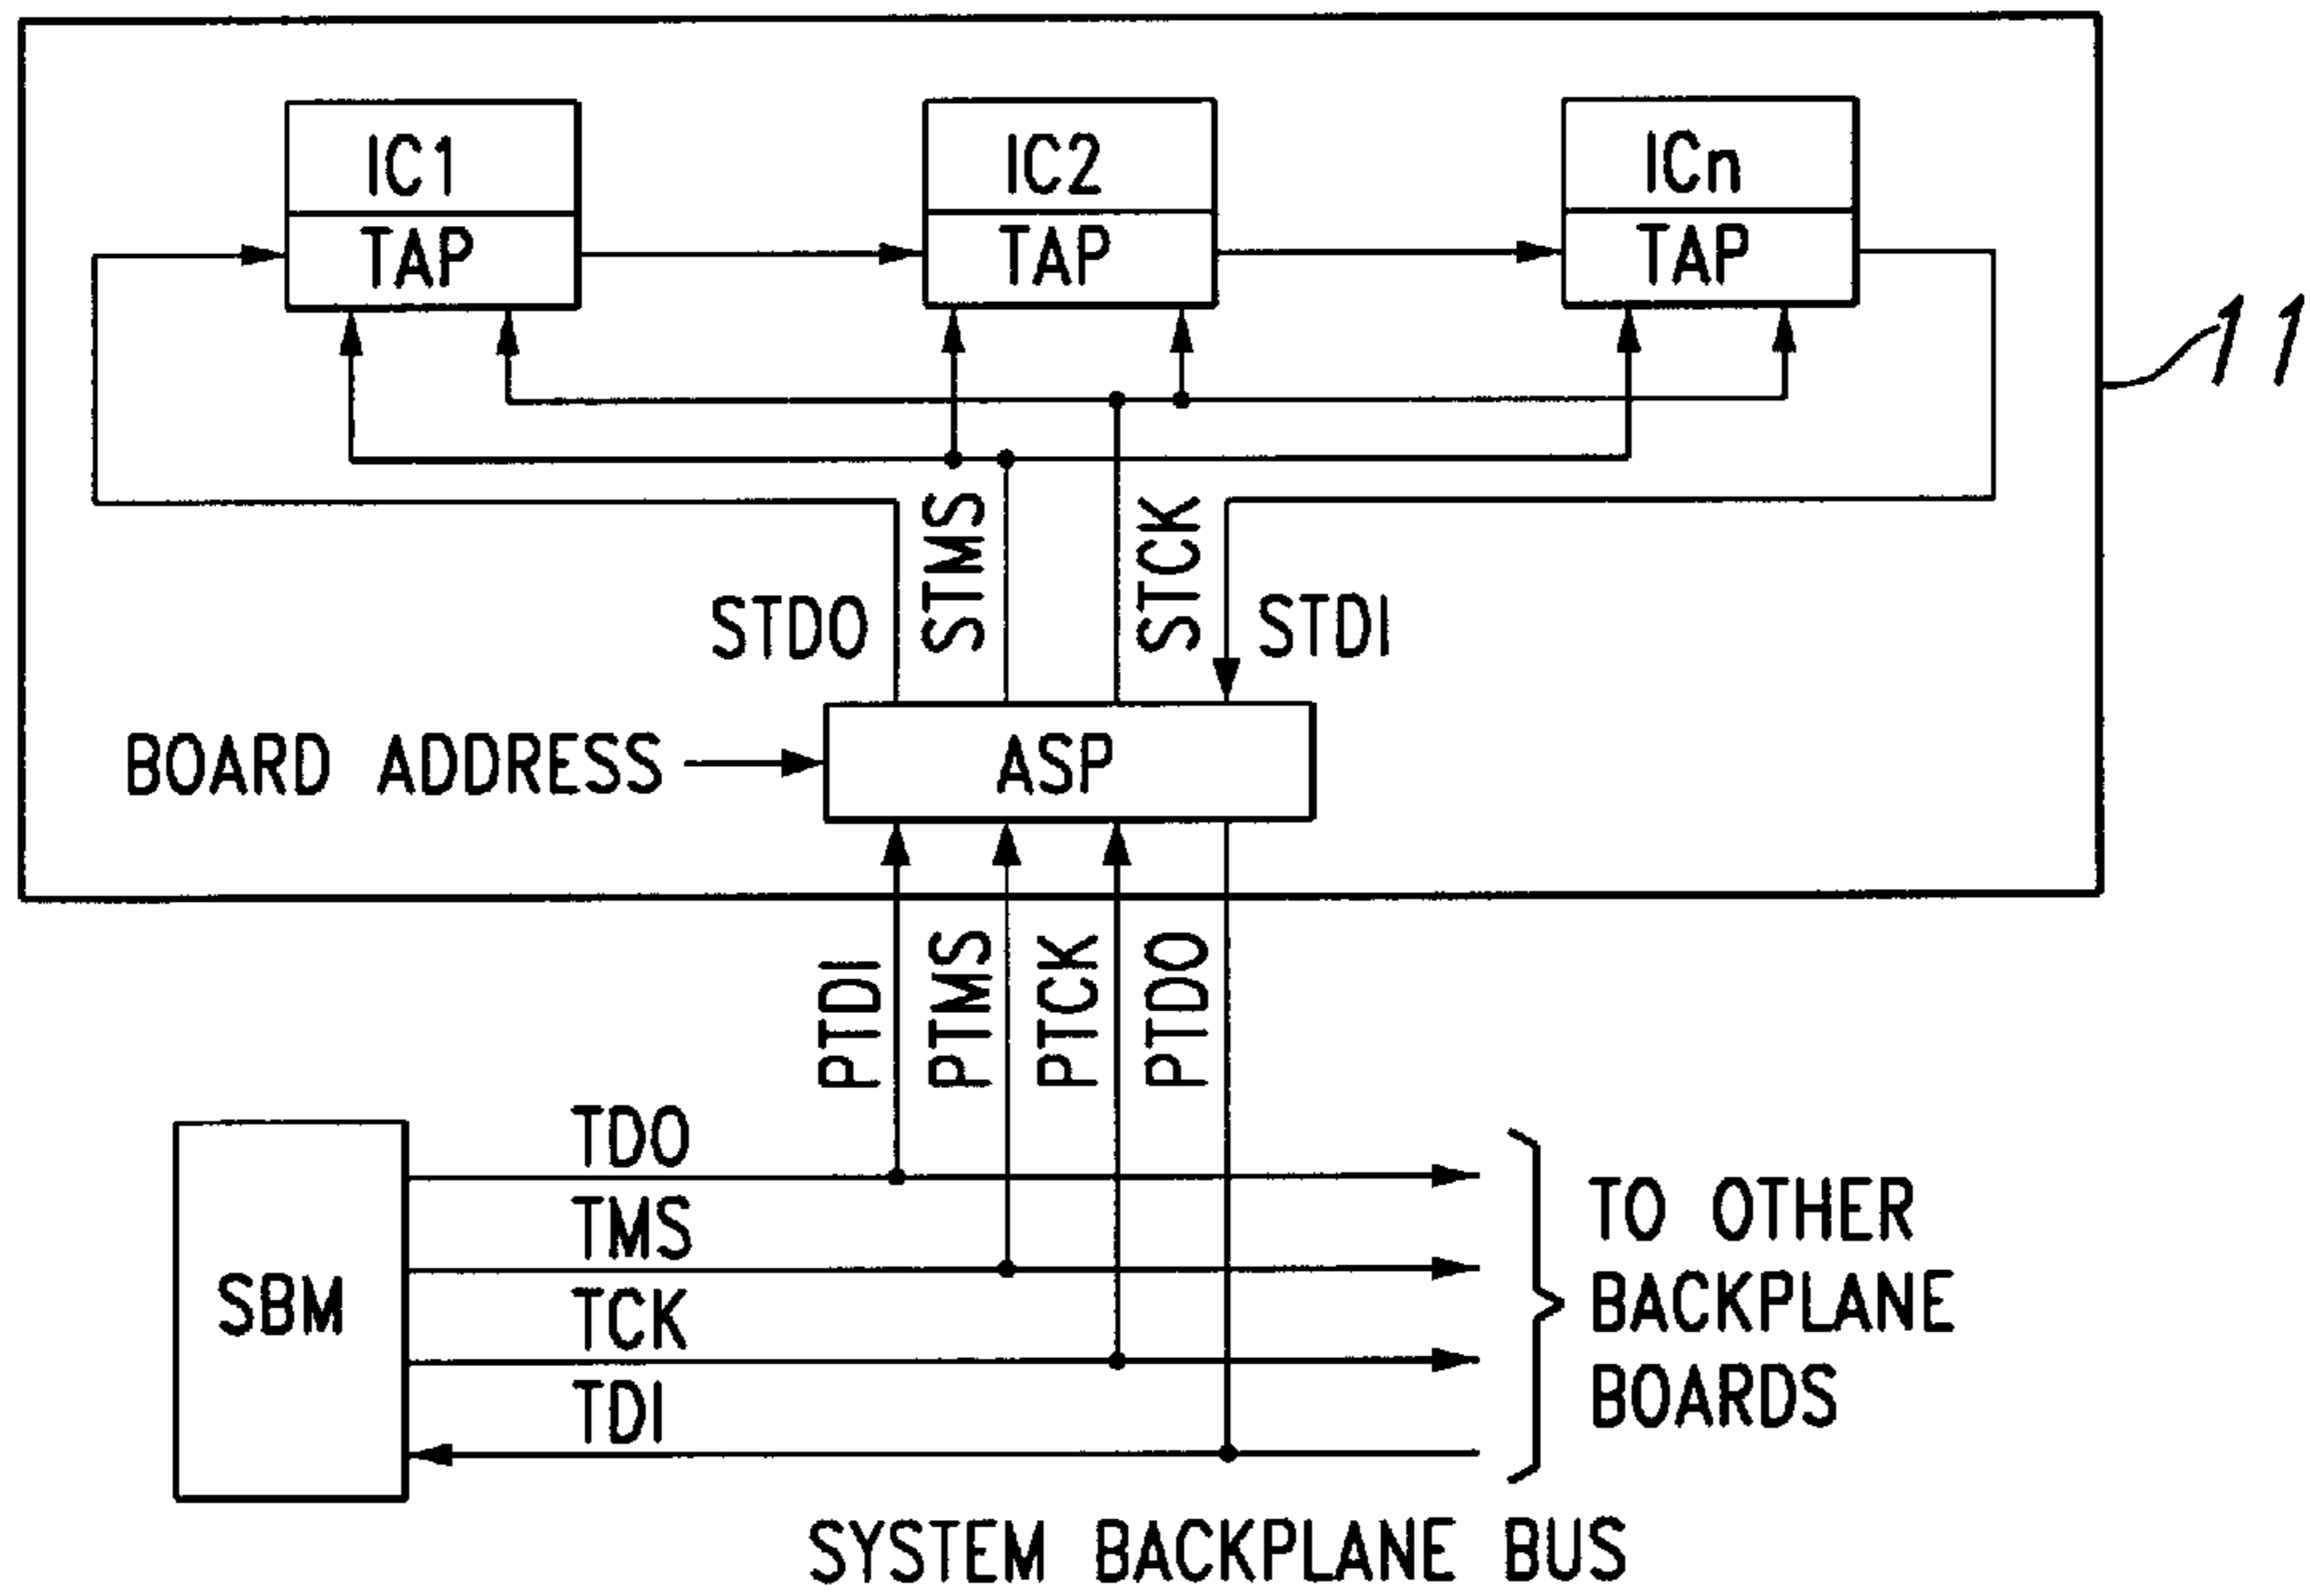 IC1
IC2
ICn
TAP
TAP
TAP
11
STDO
STMS
STCK
STDI
BOARD ADDRESS
ASP
PTDI
PTMS
PTCK
PTDO
SBM
TDO
TMS
TCK
TDI
TO OTHER
BACKPLANE
BOARDS
SYSTEM BACKPLANE BUS